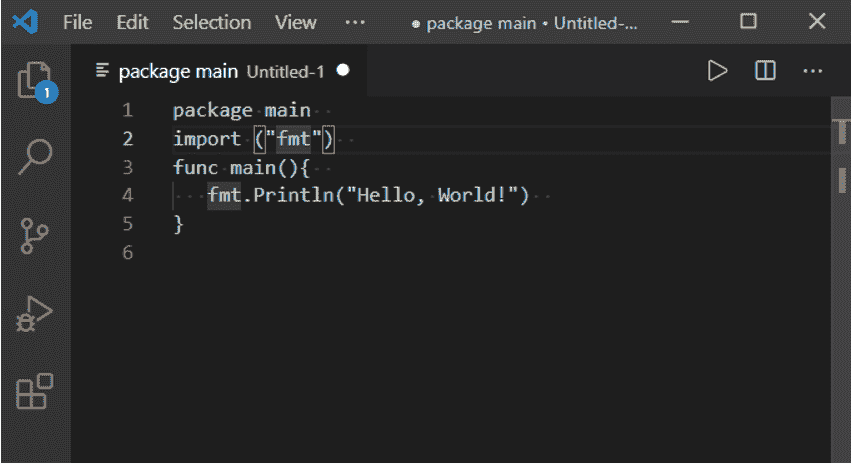 File Edit Selection View ··· ● package main • Untitled-...
package main Untitled-1 ●
1
1 package main
2 import ("fmt")
3 func main(){
4    fmt.Println("Hello, World!")
5 }
6